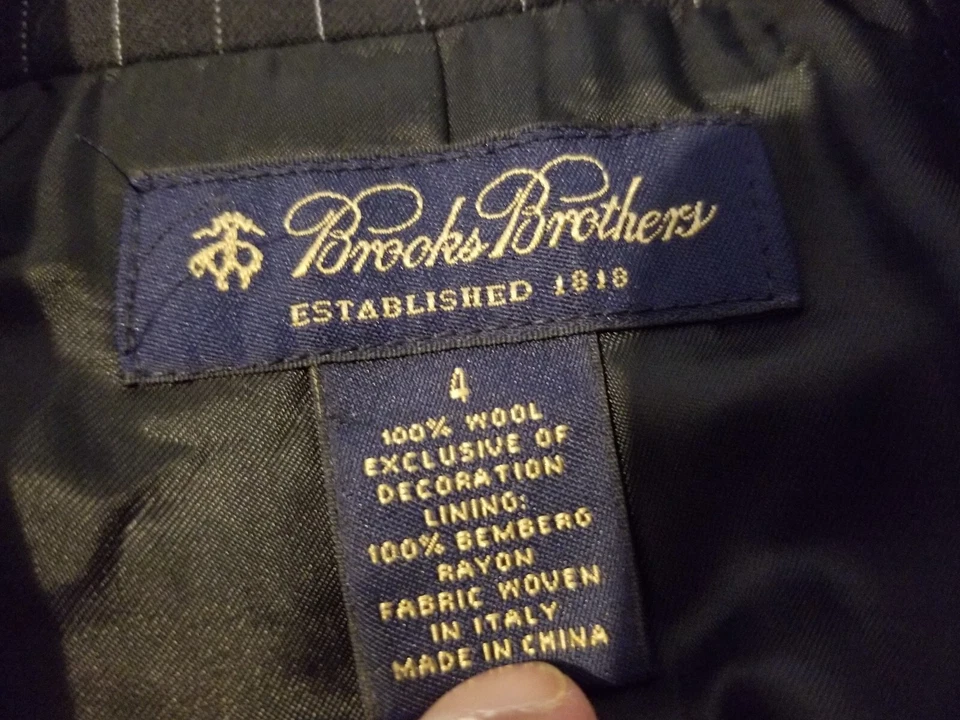 Brooks Brothers
ESTABLISHED 1818
4
100% WOOL
EXCLUSIVE OF
DECORATION
LINING:
100% BEMBERG
RAYON
FABRIC WOVEN
IN ITALY
MADE IN CHINA